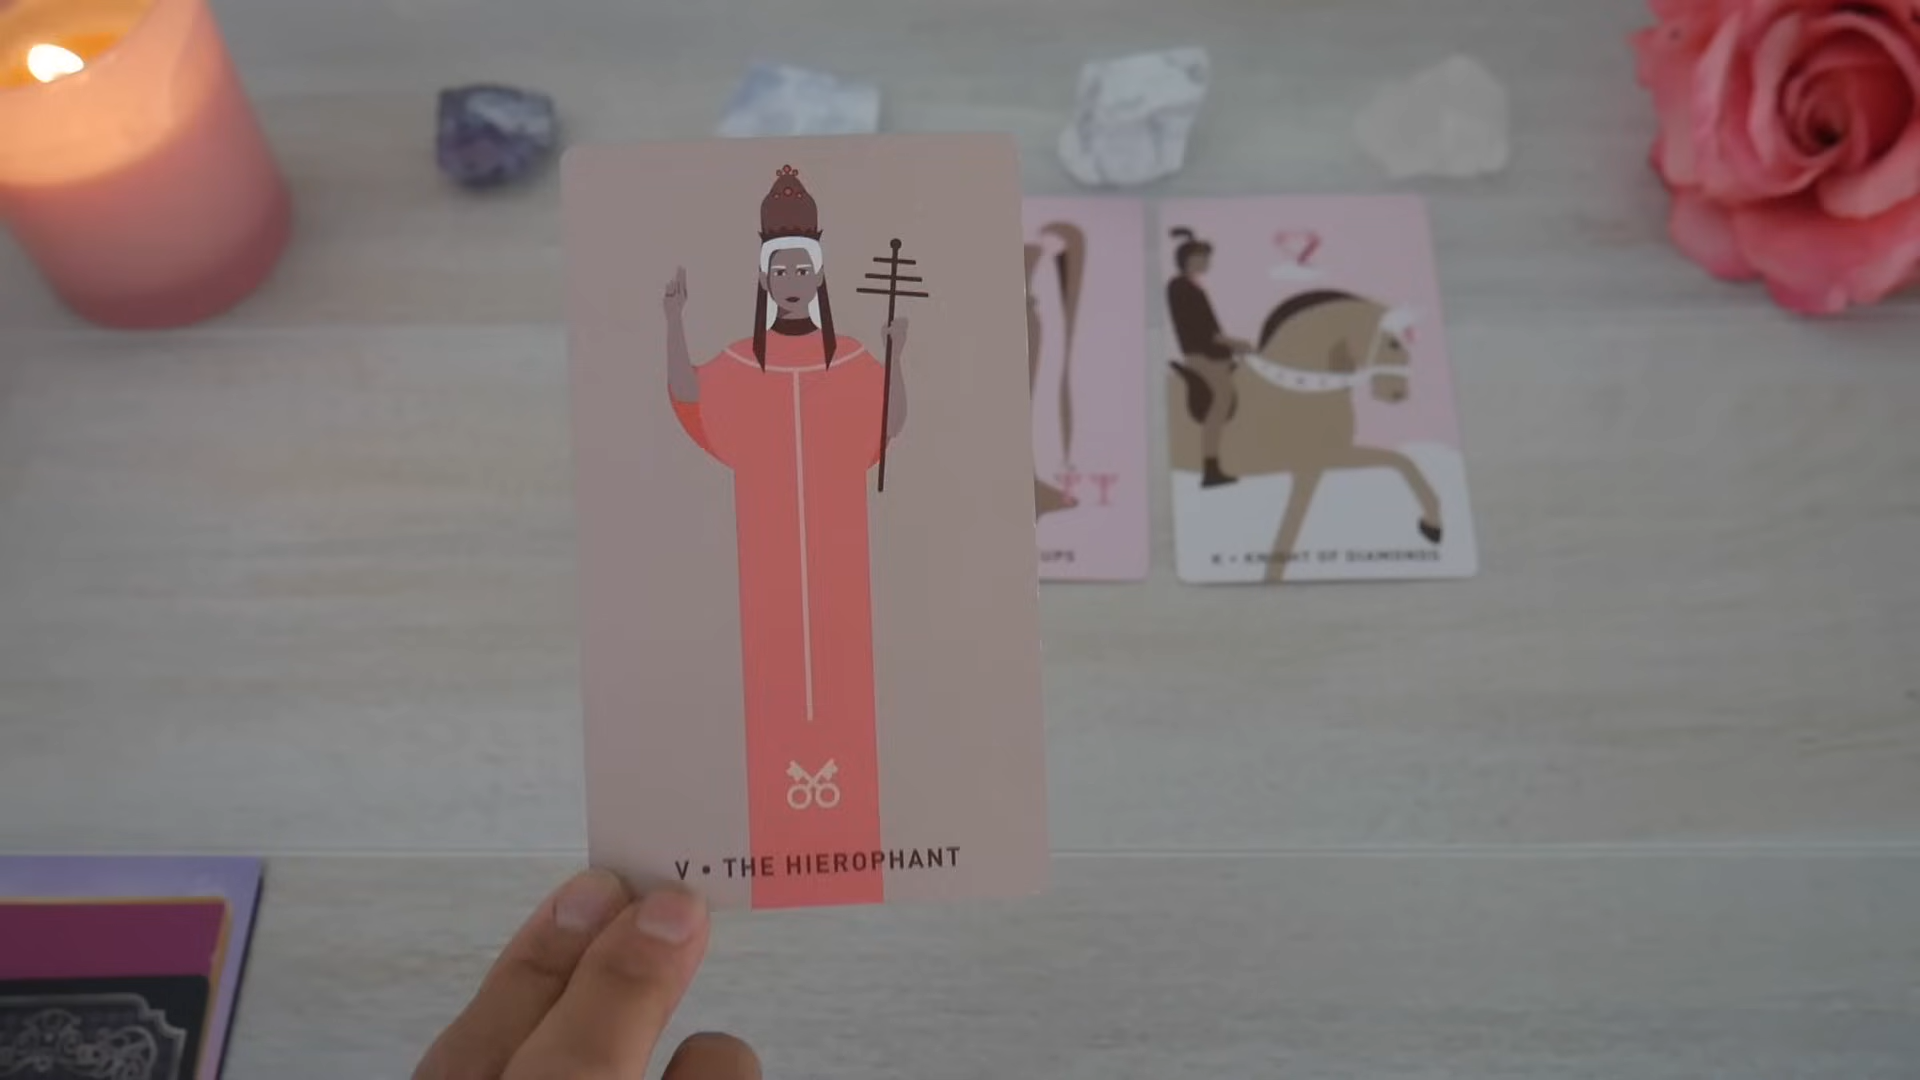 V • THE HIEROPHANT
UPS
K • KNIGHT OF DIAMONDS